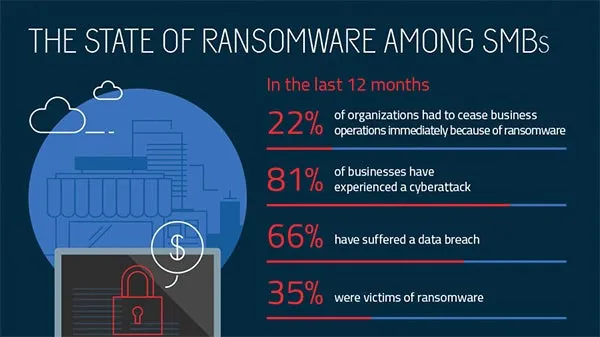 THE STATE OF RANSOMWARE AMONG SMBs
In the last 12 months
22% of organizations had to cease business
operations immediately because of ransomware
81% of businesses have
experienced a cyberattack
66% have suffered a data breach
35% were victims of ransomware
$